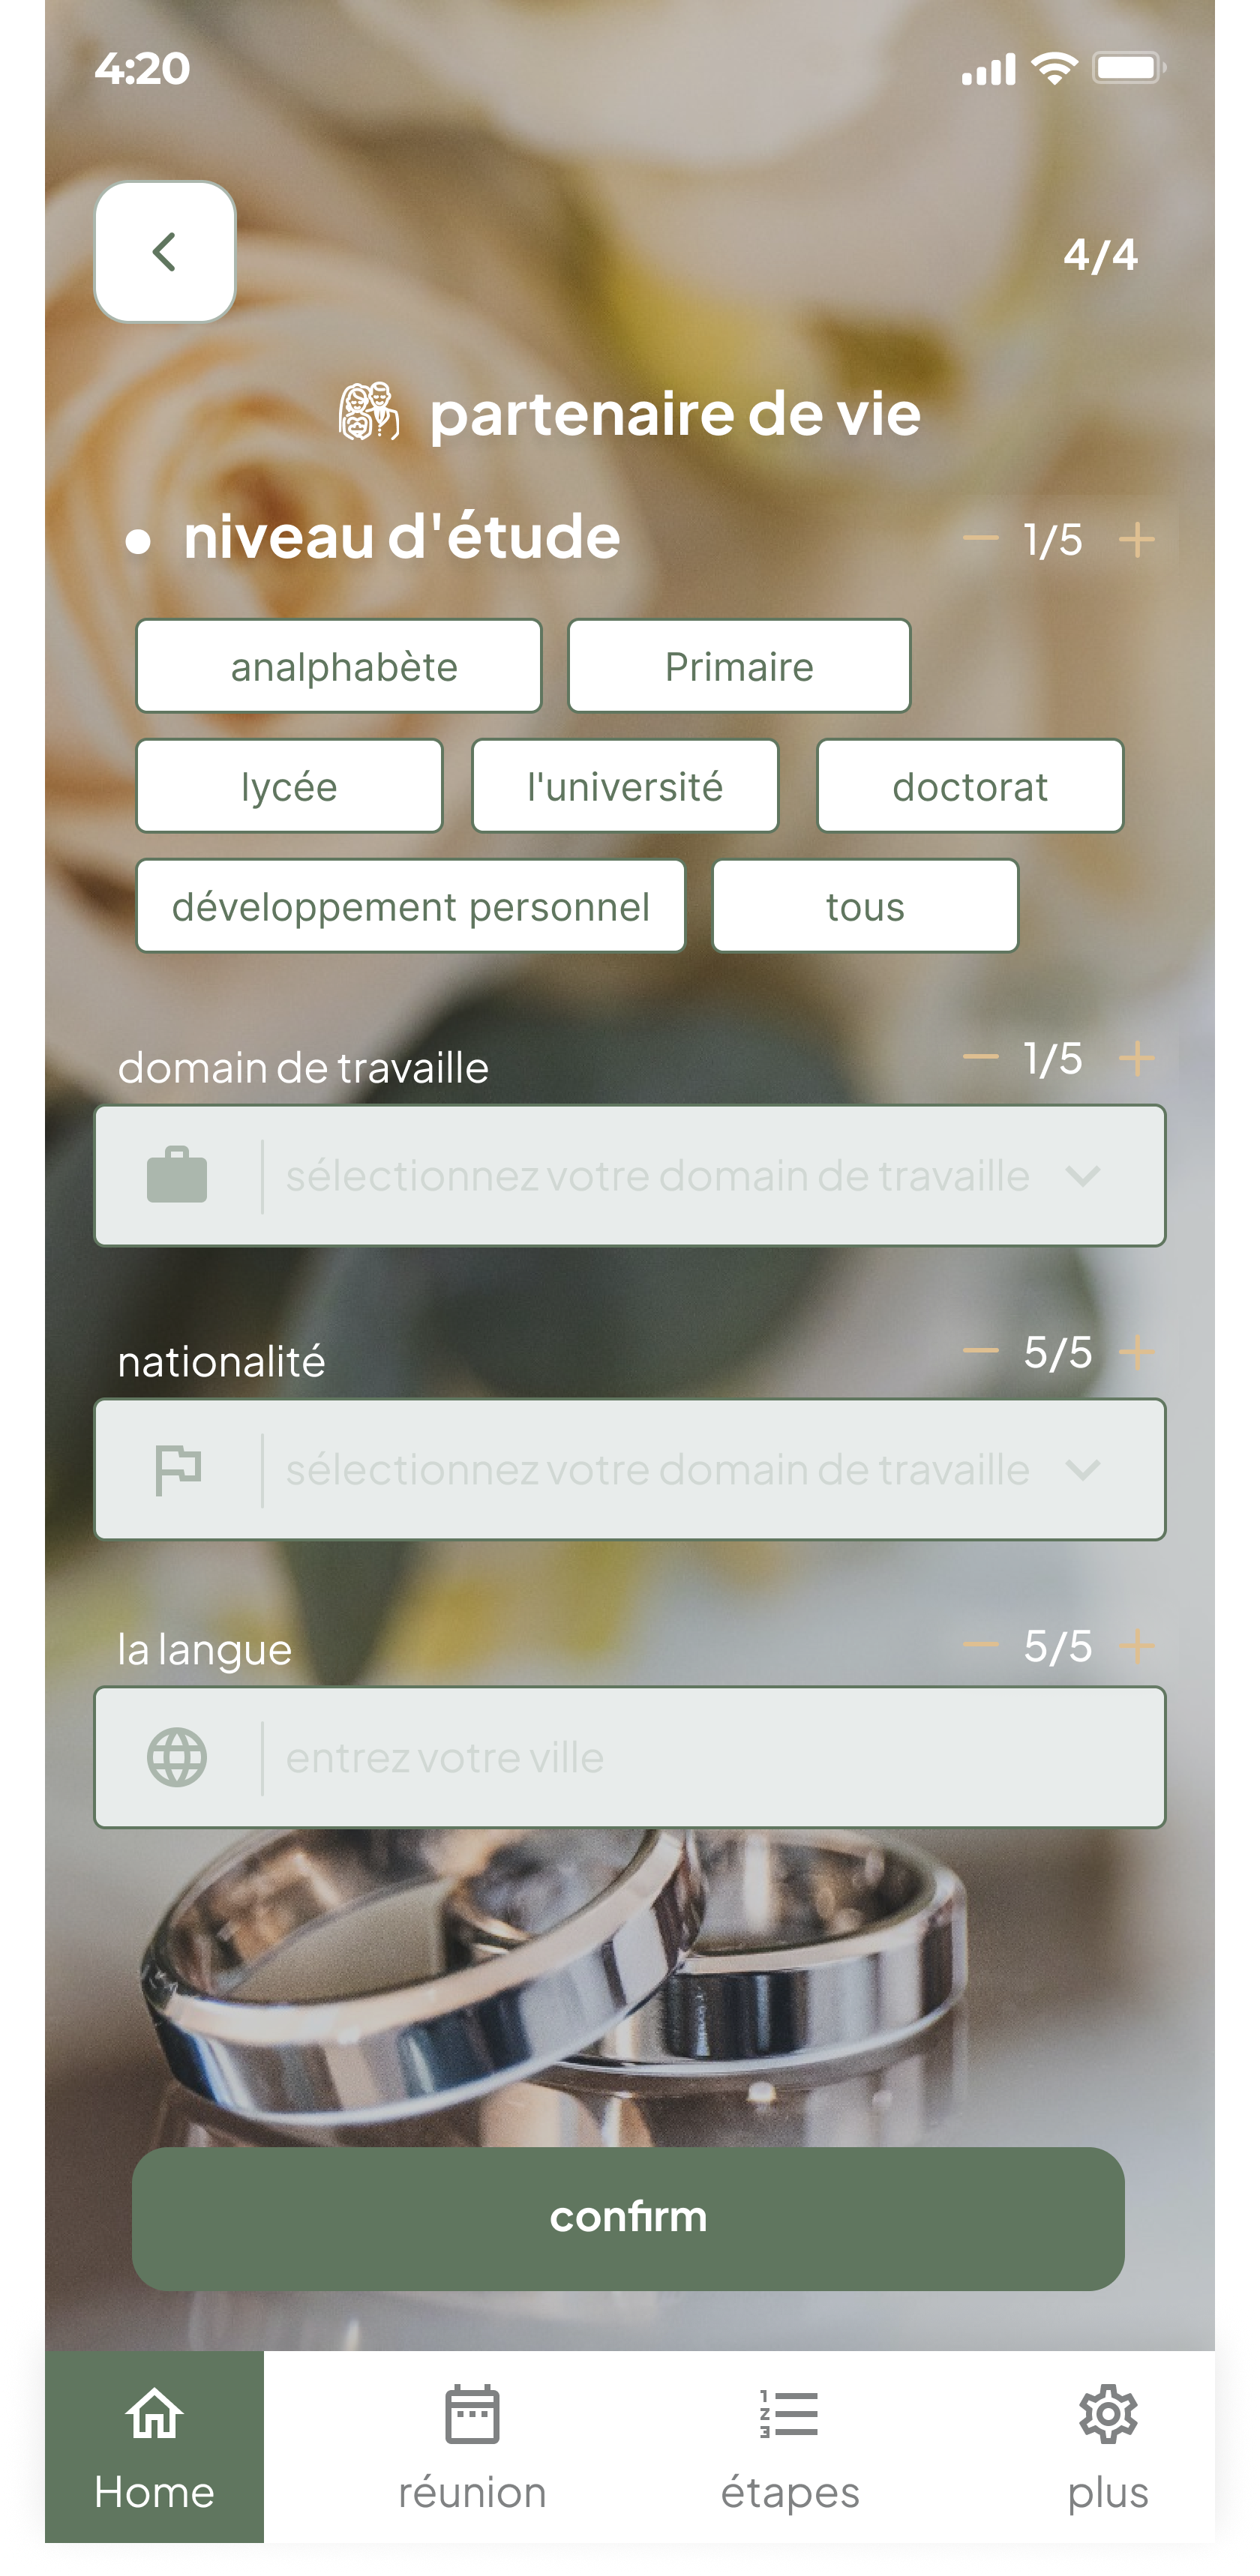 4:20
4/4
partenaire de vie
niveau d'étude
1/5
analphabète Primaire
lycée l'université doctorat
développement personnel tous
domain de travaille
1/5
sélectionnez votre domain de travaille
nationalité
5/5
sélectionnez votre domain de travaille
la langue
5/5
entrez votre ville
confirm
Home réunion étapes plus